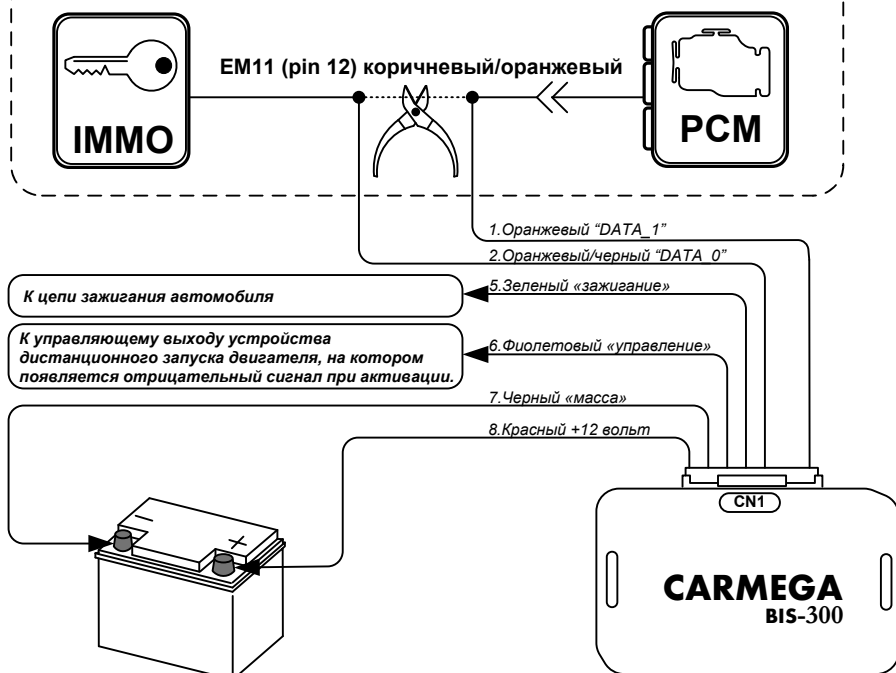 EM11 (pin 12) коричневый/оранжевый
IMMO
PCM
1.Оранжевый “DATA_1”
2.Оранжевый/черный “DATA_0”
К цепи зажигания автомобиля
5.Зеленый «зажигание»
К управляющему выходу устройства
дистанционного запуска двигателя, на котором
появляется отрицательный сигнал при активации.
6.Фиолетовый «управление»
7.Черный «масса»
8.Красный +12 вольт
CN1
CARMEGA
BIS-300